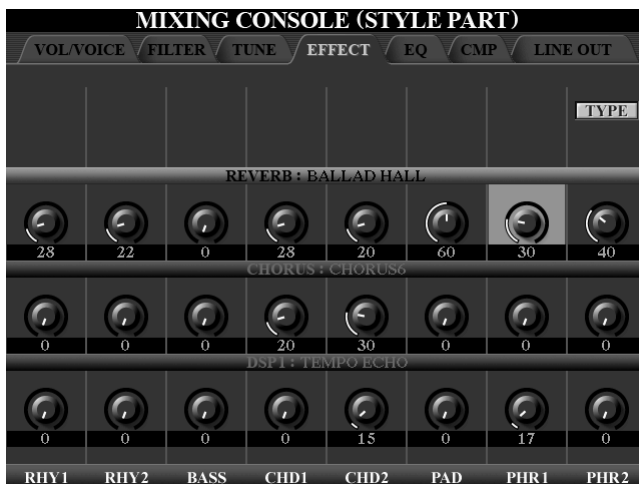 MIXING CONSOLE (STYLE PART)
VOL/VOICE FILTER TUNE EFFECT EQ CMP LINE OUT
TYPE
REVERB : BALLAD HALL
28 22 0 28 20 60 30 40
CHORUS : CHORUS6
0 0 0 20 30 0 0 0
DSP1 : TEMPO ECHO
0 0 0 0 15 0 17 0
RHY1 RHY2 BASS CHD1 CHD2 PAD PHR1 PHR2